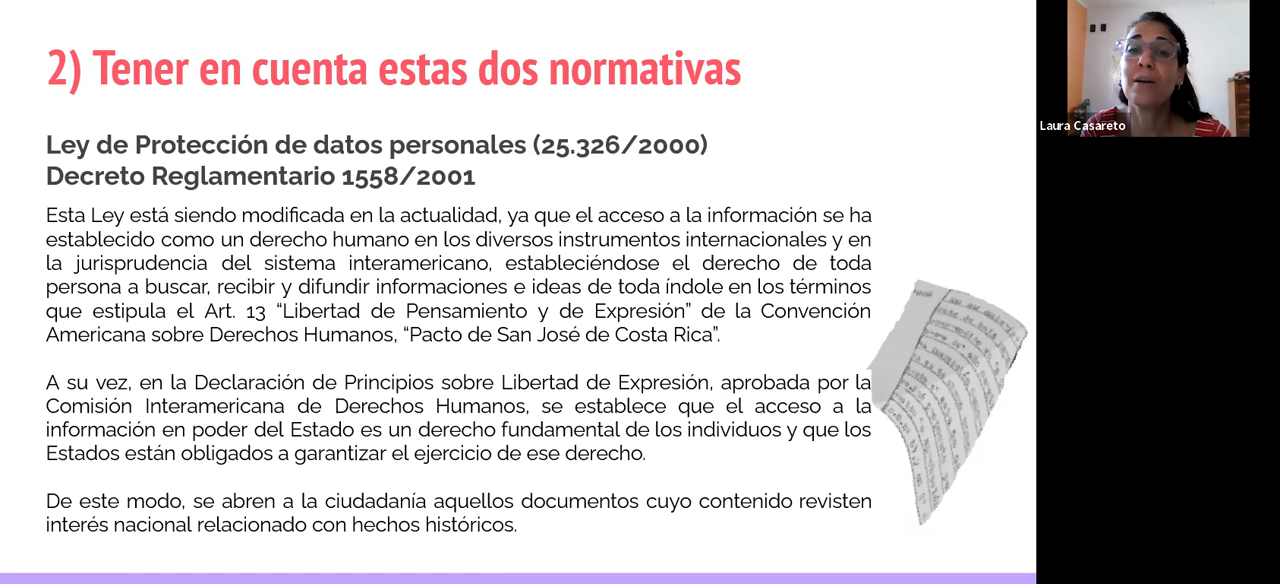 2) Tener en cuenta estas dos normativas
Ley de Protección de datos personales (25.326/2000)
Decreto Reglamentario 1558/2001
Esta Ley está siendo modificada en la actualidad, ya que el acceso a la información se ha
establecido como un derecho humano en los diversos instrumentos internacionales y en
la jurisprudencia del sistema interamericano, estableciéndose el derecho de toda
persona a buscar, recibir y difundir informaciones e ideas de toda índole en los términos
que estipula el Art. 13 “Libertad de Pensamiento y de Expresión” de la Convención
Americana sobre Derechos Humanos, “Pacto de San José de Costa Rica”.
A su vez, en la Declaración de Principios sobre Libertad de Expresión, aprobada por la
Comisión Interamericana de Derechos Humanos, se establece que el acceso a la
información en poder del Estado es un derecho fundamental de los individuos y que los
Estados están obligados a garantizar el ejercicio de ese derecho.
De este modo, se abren a la ciudadanía aquellos documentos cuyo contenido revisten
interés nacional relacionado con hechos históricos.
Laura Casareto